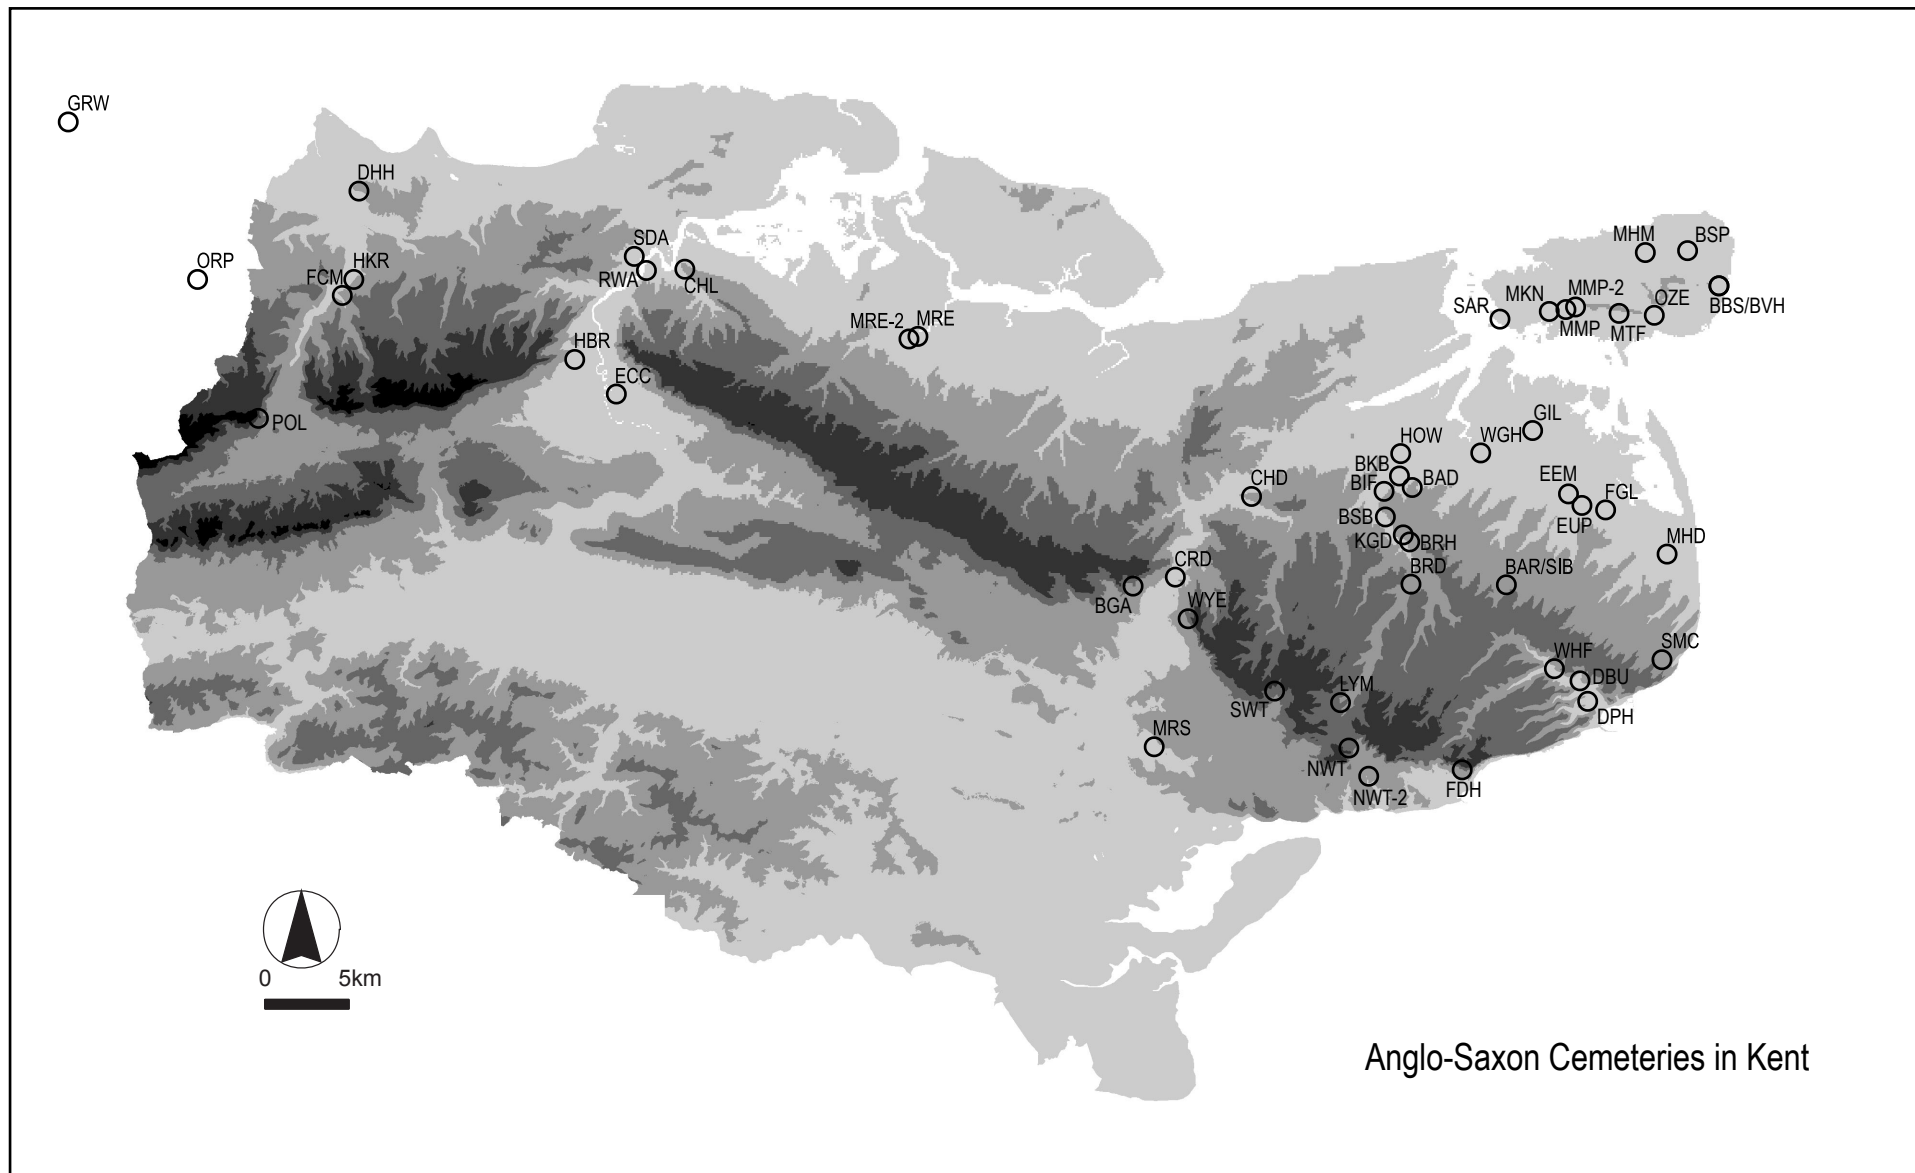 GRW
DHH
ORP
FCM
HKR
SDA
RWA
CHL
MRE-2
MRE
HBR
ECC
POL
MHM
BSP
SAR
MKN
MMP-2
MMP
MTF
OZE
BBS/BVH
GIL
WGH
HOW
BKB
BIF
BAD
CHD
BSB
KGD
BRH
BRD
EEM
EUP
FGL
MHD
BAR/SIB
CRD
BGA
WYE
SMC
WHF
DBU
DPH
SWT
LYM
MRS
NWT
NWT-2
FDH
0 5km
Anglo-Saxon Cemeteries in Kent